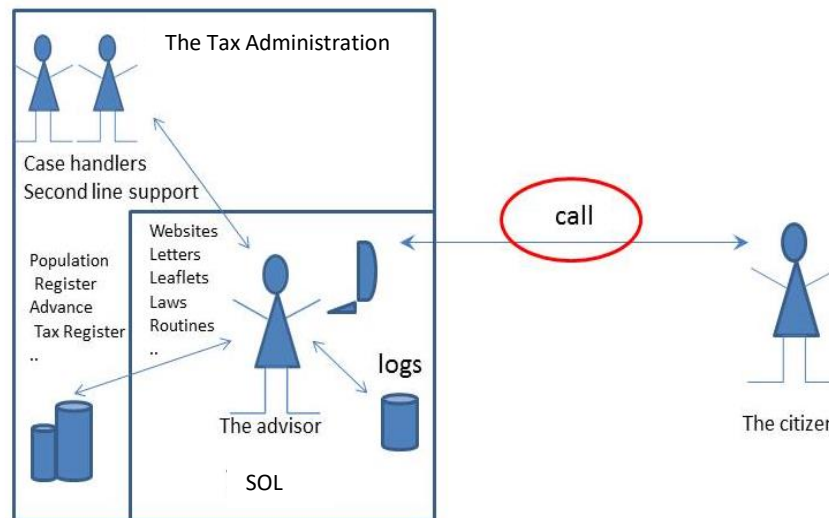 The Tax Administration
Case handlers
Second line support
call
Population
Register
Advance
Tax Register
..
Websites
Letters
Leaflets
Laws
Routines
..
logs
The advisor
The citizen
SOL